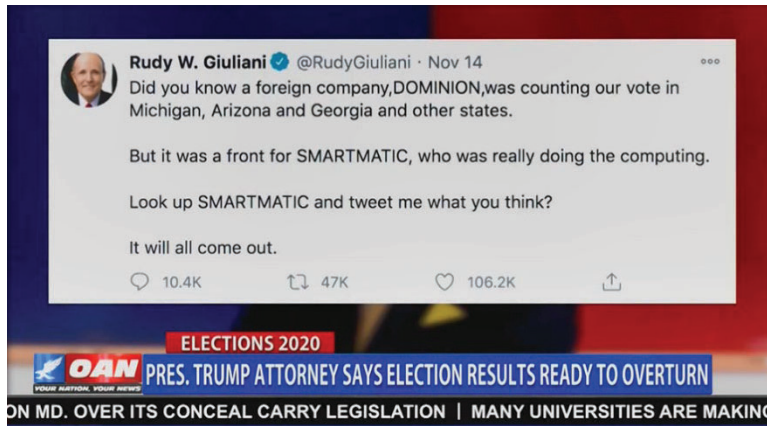 Rudy W. Giuliani @RudyGiuliani · Nov 14
Did you know a foreign company,DOMINION,was counting our vote in
Michigan, Arizona and Georgia and other states.
But it was a front for SMARTMATIC, who was really doing the computing.
Look up SMARTMATIC and tweet me what you think?
It will all come out.
10.4K 47K 106.2K
ELECTIONS 2020
OAN PRES. TRUMP ATTORNEY SAYS ELECTION RESULTS READY TO OVERTURN
YOUR NATION, YOUR NEWS
ON MD. OVER ITS CONCEAL CARRY LEGISLATION | MANY UNIVERSITIES ARE MAKING